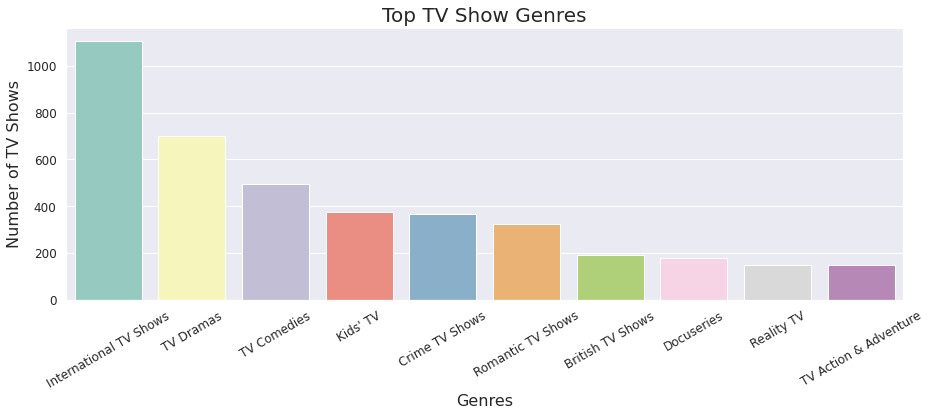 Top TV Show Genres
Number of TV Shows
1000
800
600
400
200
0
International TV Shows
TV Dramas
TV Comedies
Kids' TV
Crime TV Shows
Romantic TV Shows
British TV Shows
Docuseries
Reality TV
TV Action & Adventure
Genres